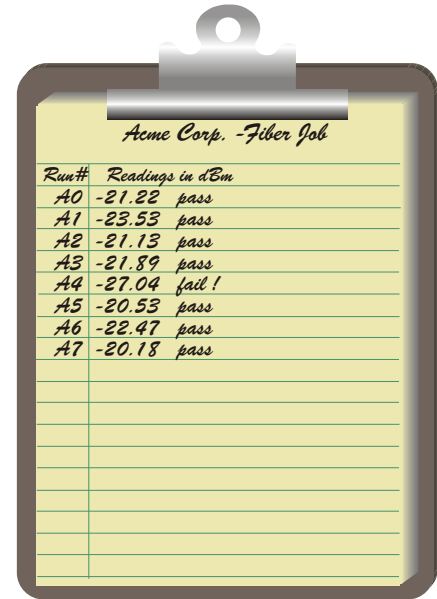 Acme Corp. -Fiber Job
Run# Readings in dBm
A0 -21.22 pass
A1 -23.53 pass
A2 -21.13 pass
A3 -21.89 pass
A4 -27.04 fail !
A5 -20.53 pass
A6 -22.47 pass
A7 -20.18 pass